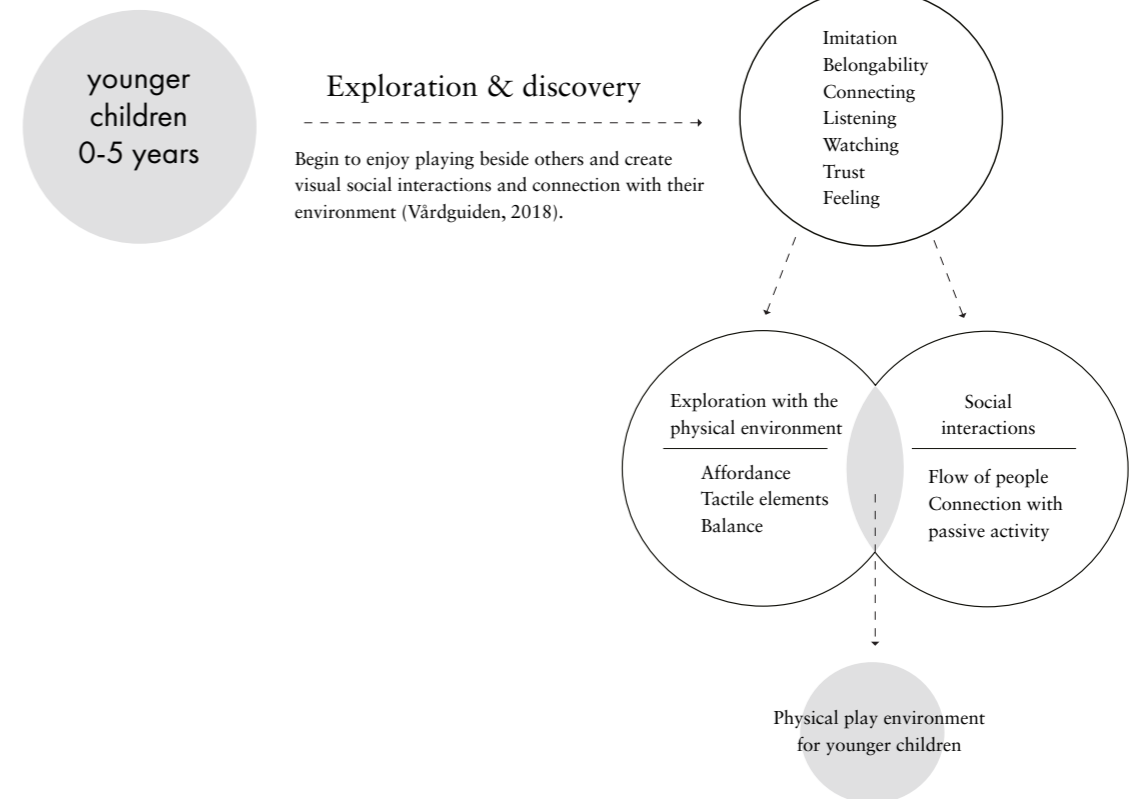 younger
children
0-5 years
Exploration & discovery
Begin to enjoy playing beside others and create
visual social interactions and connection with their
environment (Vårdguiden, 2018).
Imitation
Belongability
Connecting
Listening
Watching
Trust
Feeling
Exploration with the
physical environment
Affordance
Tactile elements
Balance
Social
interactions
Flow of people
Connection with
passive activity
Physical play environment
for younger children